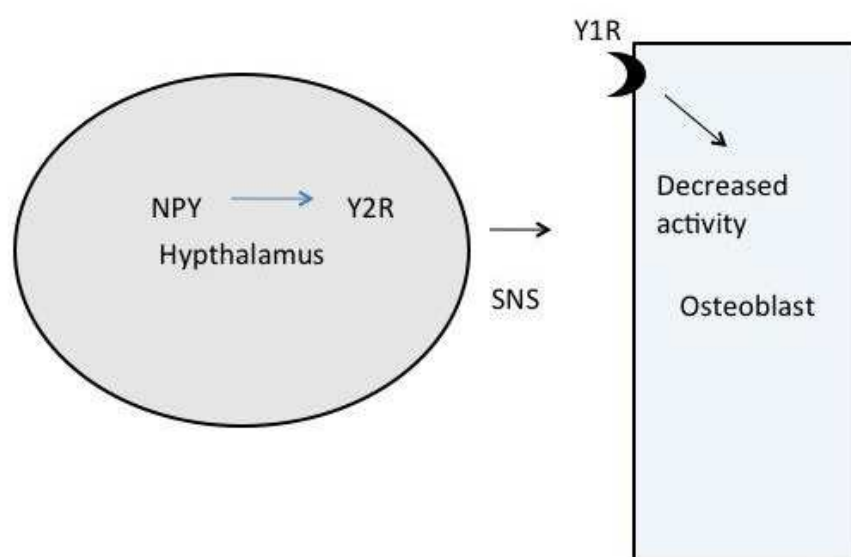 Y1R
NPY
Y2R
Hypthalamus
SNS
Decreased
activity
Osteoblast